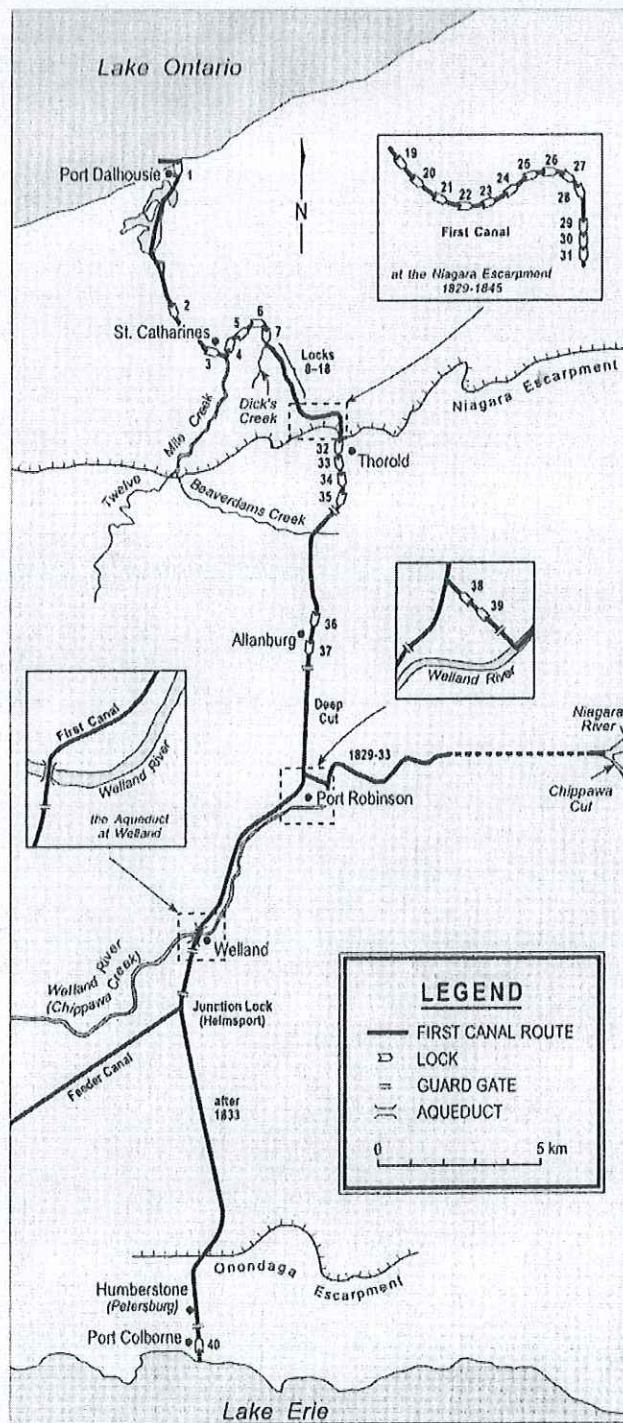 Lake Ontario
Port Dalhousie
1
N
19
20
21
22
23
24
25
26
27
28
29
30
31
First Canal
at the Niagara Escarpment
1829-1845
2
St. Catharines
3
4
5
6
7
Locks
8-18
Dick's
Creek
Niagara Escarpment
Twelve Mile Creek
Beaverdams Creek
32
33
34
35
Thorold
36
37
Allanburg
38
39
Welland River
Deep
Cut
First Canal
Welland River
the Aqueduct
at Welland
1829-33
Niagara
River
Chippawa
Cut
Port Robinson
Welland
Welland River
(Chippawa Creek)
Junction Lock
(Helmsport)
Feeder Canal
after
1833
LEGEND
FIRST CANAL ROUTE
LOCK
GUARD GATE
AQUEDUCT
0 5 km
Onondaga Escarpment
Humberstone
(Petersburg)
Port Colborne
40
Lake Erie